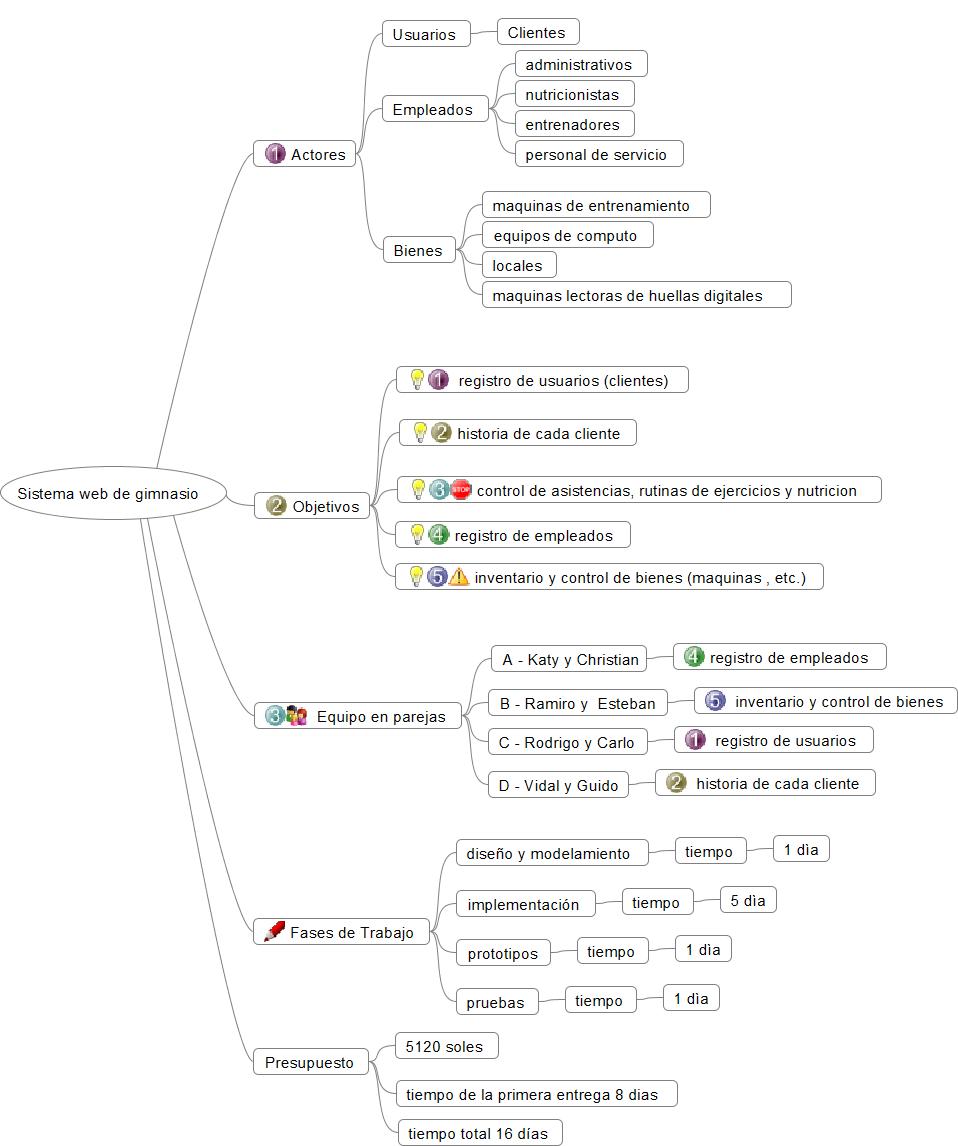 Sistema web de gimnasio
1 Actores
Usuarios
Clientes
Empleados
administrativos
nutricionistas
entrenadores
personal de servicio
Bienes
maquinas de entrenamiento
equipos de computo
locales
maquinas lectoras de huellas digitales
2 Objetivos
1 registro de usuarios (clientes)
2 historia de cada cliente
3 STOP control de asistencias, rutinas de ejercicios y nutricion
4 registro de empleados
5 inventario y control de bienes (maquinas , etc.)
3 Equipo en parejas
A - Katy y Christian
4 registro de empleados
B - Ramiro y Esteban
5 inventario y control de bienes
C - Rodrigo y Carlo
1 registro de usuarios
D - Vidal y Guido
2 historia de cada cliente
Fases de Trabajo
diseño y modelamiento
tiempo
1 dìa
implementación
tiempo
5 dìa
prototipos
tiempo
1 dìa
pruebas
tiempo
1 dìa
Presupuesto
5120 soles
tiempo de la primera entrega 8 dias
tiempo total 16 días